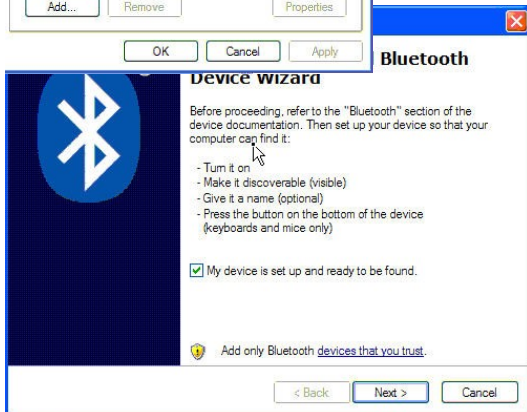 Add...
Remove
Properties
OK
Cancel
Apply
Bluetooth
Device Wizard
Before proceeding, refer to the "Bluetooth" section of the
device documentation. Then set up your device so that your
computer can find it:
- Turn it on
- Make it discoverable (visible)
- Give it a name (optional)
- Press the button on the bottom of the device
(keyboards and mice only)
My device is set up and ready to be found.
Add only Bluetooth devices that you trust.
< Back
Next >
Cancel